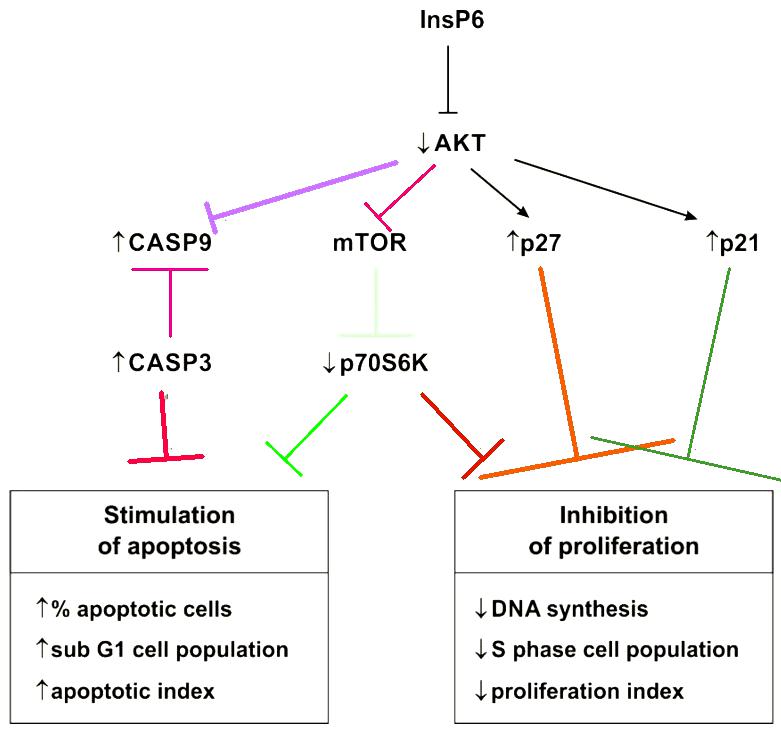 InsP6
↓AKT
↑CASP9
mTOR
↑p27
↑p21
↑CASP3
↓p70S6K
Stimulation
of apoptosis
↑% apoptotic cells
↑sub G1 cell population
↑apoptotic index
Inhibition
of proliferation
↓DNA synthesis
↓S phase cell population
↓proliferation index